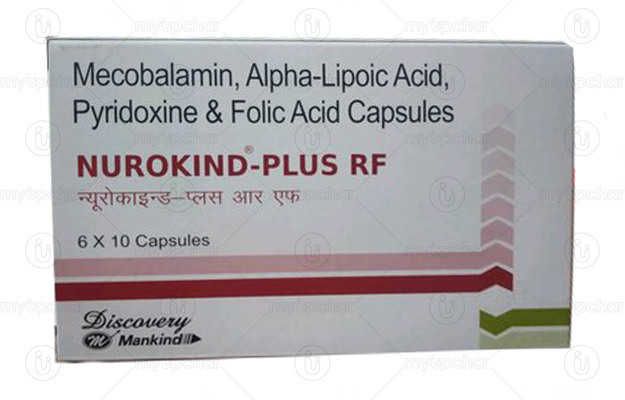 Mecobalamin, Alpha-Lipoic Acid,
Pyridoxine & Folic Acid Capsules
NUROKIND®-PLUS RF
न्यूरोकाइन्ड–प्लस आर एफ
6 X 10 Capsules
Discovery
M Mankind